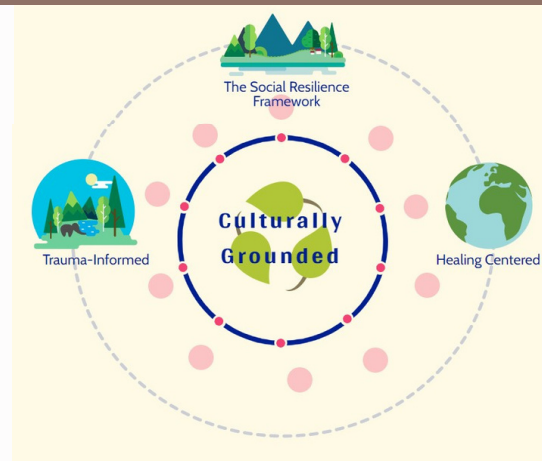 The Social Resilience
Framework
Culturally
Grounded
Trauma-Informed
Healing Centered